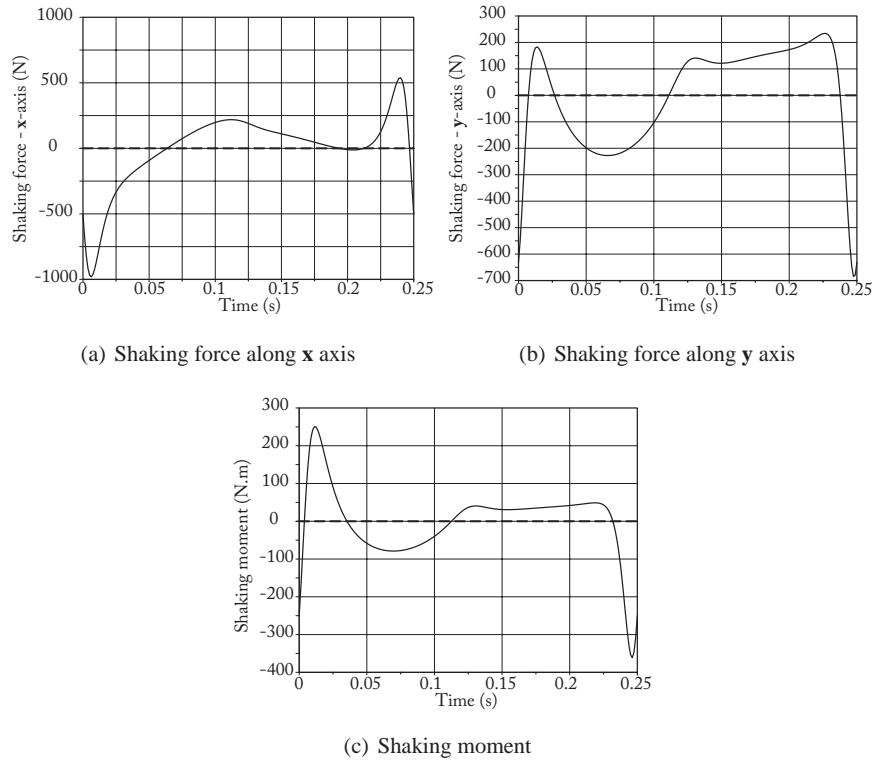 1000
500
0
-500
-1000
Shaking force - x-axis (N)
0 0.05 0.1 0.15 0.2 0.25
Time (s)
(a) Shaking force along x axis
300
200
100
0
-100
-200
-300
-400
-500
-600
-700
Shaking force - y-axis (N)
0 0.05 0.1 0.15 0.2 0.25
Time (s)
(b) Shaking force along y axis
300
200
100
0
-100
-200
-300
-400
Shaking moment (N.m)
0 0.05 0.1 0.15 0.2 0.25
Time (s)
(c) Shaking moment